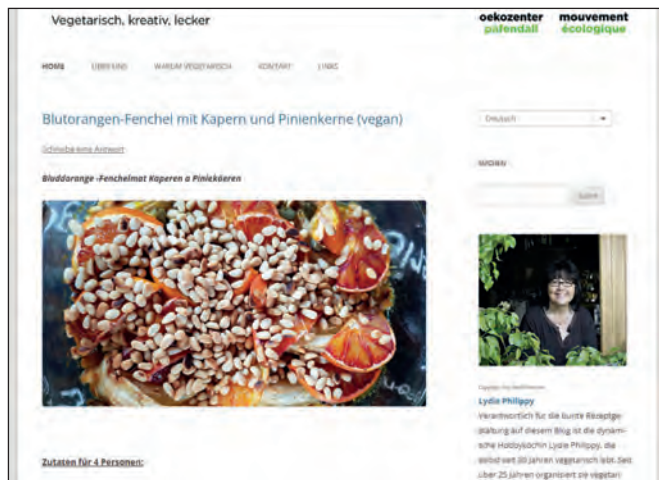 Vegetarisch, kreativ, lecker
oekozenter
pafendall
mouvement
écologique
HOME ÜBER UNS WARUM VEGETARISCH KONTAKT LINKS
Blutorangen-Fenchel mit Kapern und Pinienkerne (vegan)
Schreibe eine Antwort
Bluddorange -Fenchelmat Kaperen a Piniekäeren
Zutaten für 4 Personen:
Deutsch
Suche
Lydie Philippy
Verantwortlich für die bunte Rezeptge-
staltung auf diesem Blog ist die dynami-
sche Hobbyköchin Lydie Philippy, die
selbst seit 30 Jahren vegetarisch lebt. Seit
über 25 Jahren organisiert sie vegetari